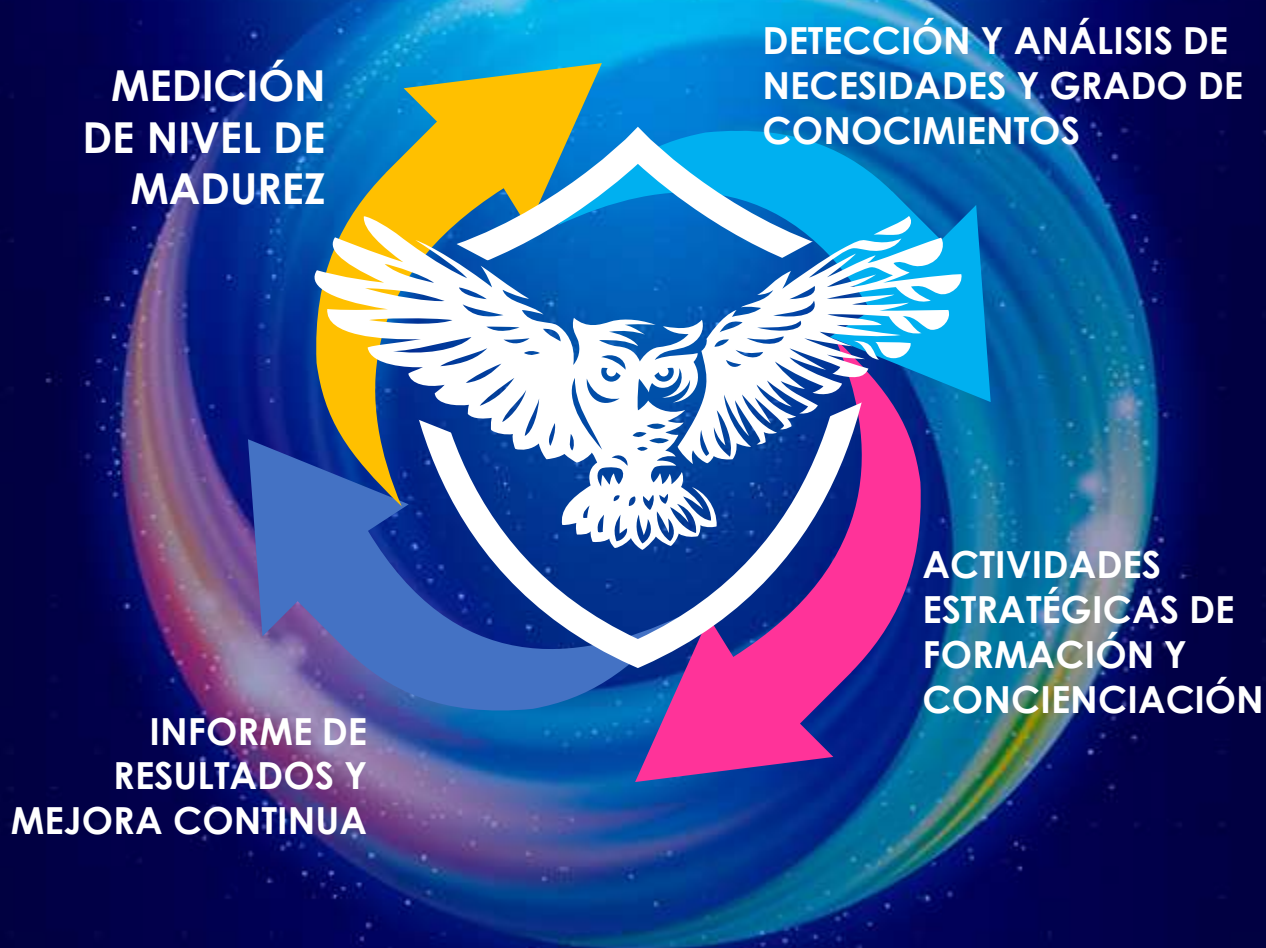 MEDICIÓN
DE NIVEL DE
MADUREZ
DETECCIÓN Y ANÁLISIS DE
NECESIDADES Y GRADO DE
CONOCIMIENTOS
ACTIVIDADES
ESTRATÉGICAS DE
FORMACIÓN Y
CONCIENCIACIÓN
INFORME DE
RESULTADOS Y
MEJORA CONTINUA